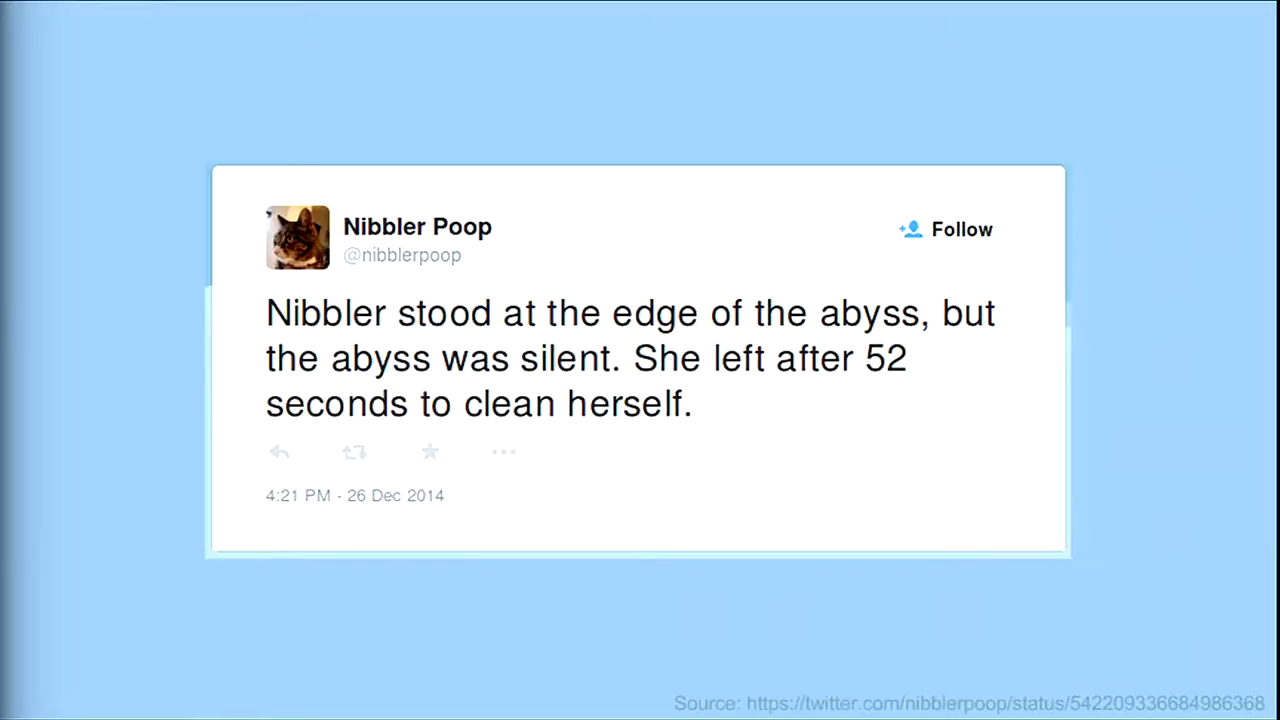 Nibbler Poop
@nibblerpoop
Follow
Nibbler stood at the edge of the abyss, but
the abyss was silent. She left after 52
seconds to clean herself.
4:21 PM - 26 Dec 2014
Source: https://twitter.com/nibblerpoop/status/542209336684986368